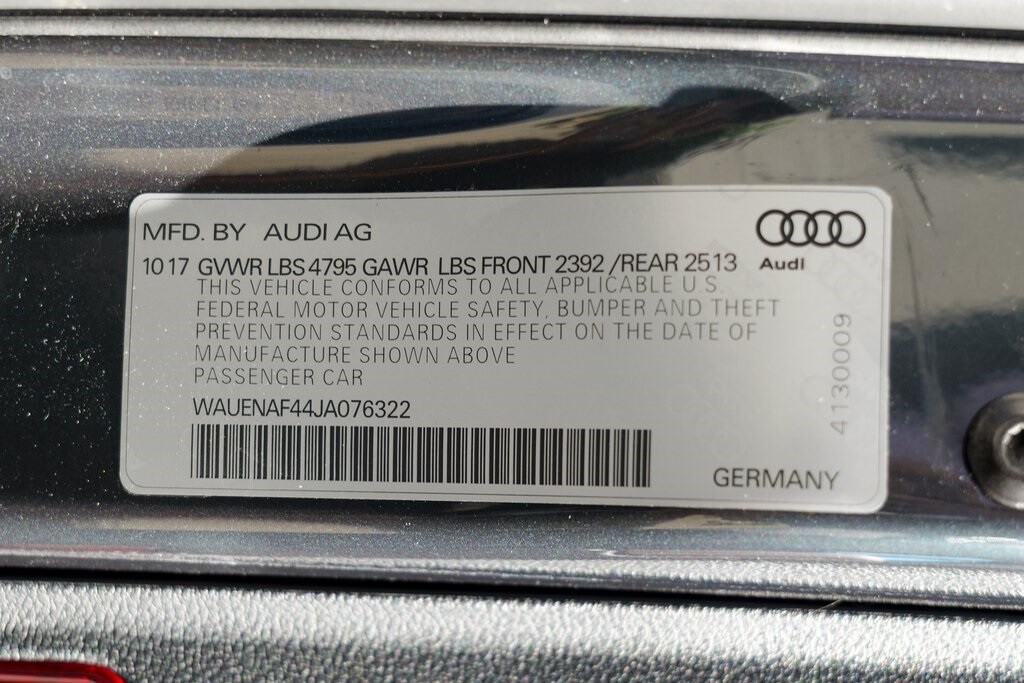 MFD. BY AUDI AG
10 17 GVWR LBS 4795 GAWR LBS FRONT 2392 /REAR 2513
Audi
THIS VEHICLE CONFORMS TO ALL APPLICABLE U S
FEDERAL MOTOR VEHICLE SAFETY, BUMPER AND THEFT
PREVENTION STANDARDS IN EFFECT ON THE DATE OF
MANUFACTURE SHOWN ABOVE
PASSENGER CAR
WAUENAF44JA076322
4130009
GERMANY